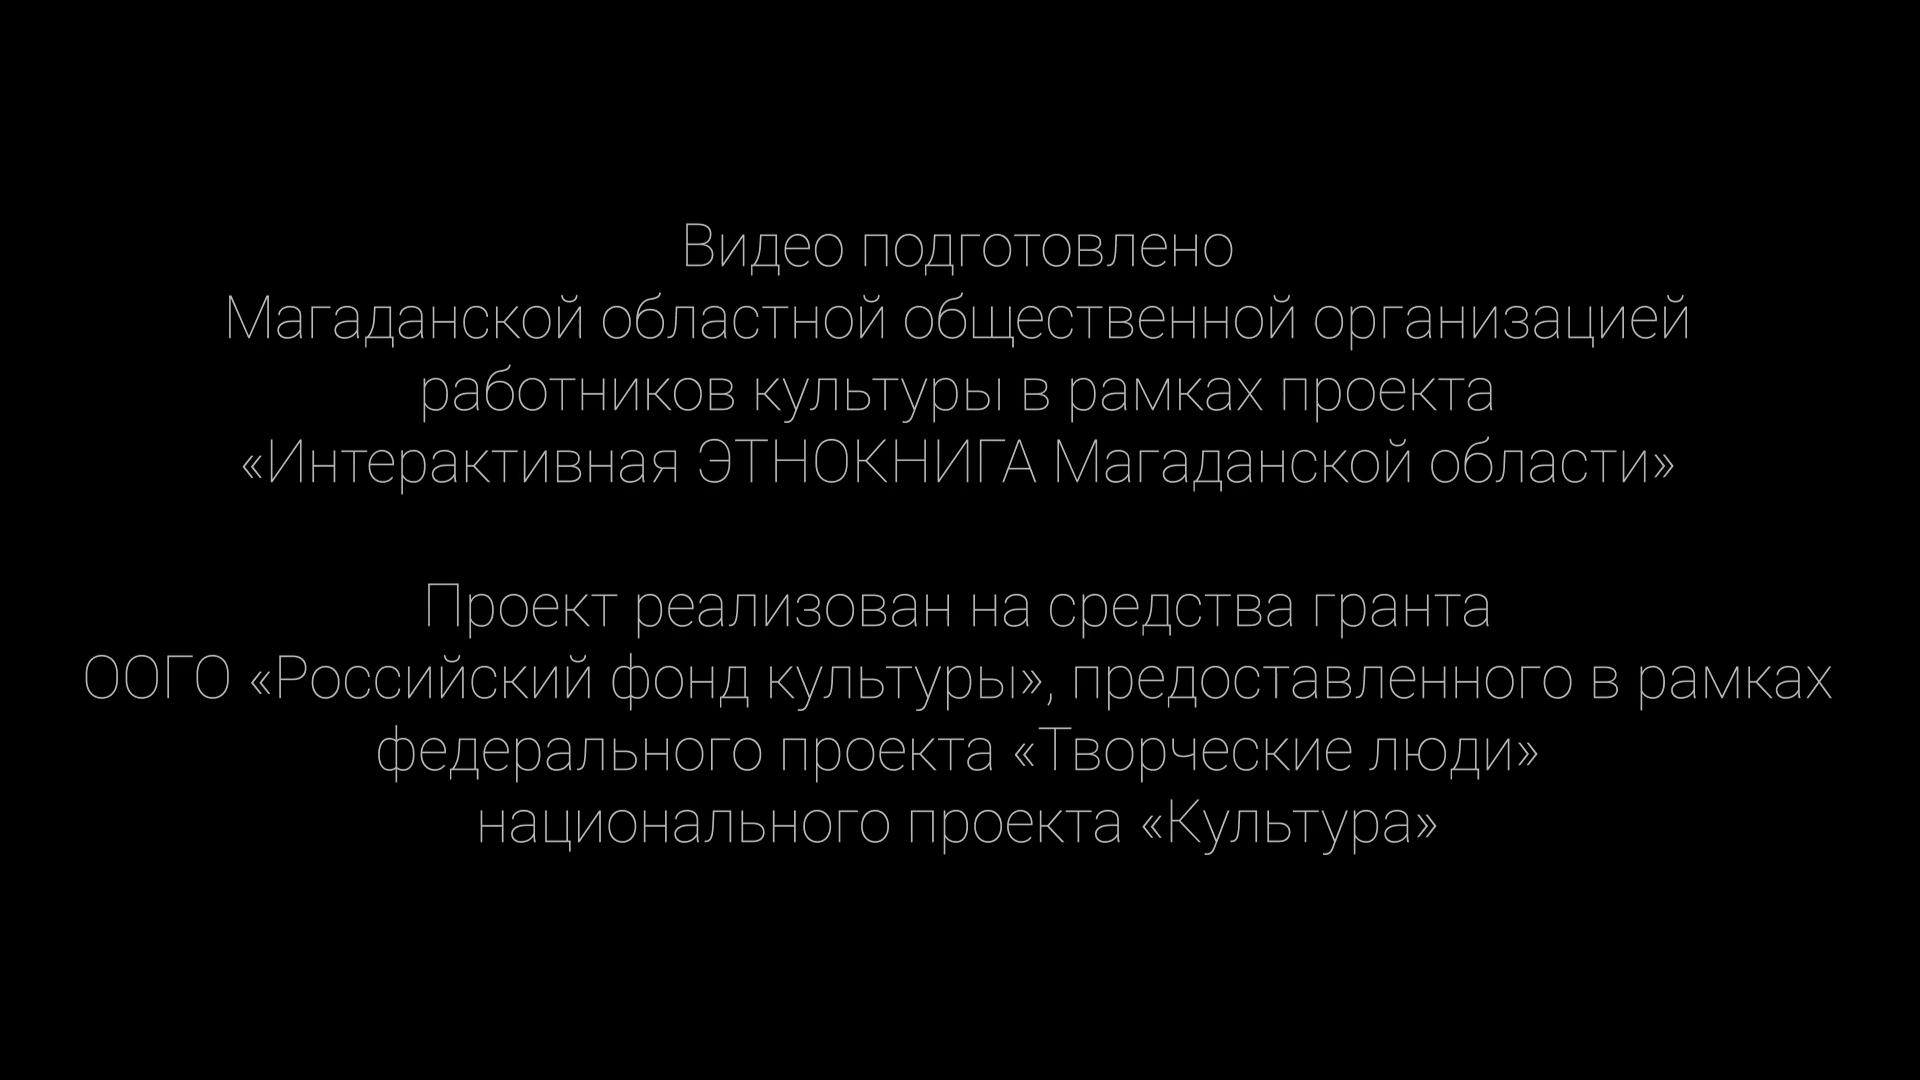 Видео подготовлено
Магаданской областной общественной организацией
работников культуры в рамках проекта
«Интерактивная ЭТНОКНИГА Магаданской области»
Проект реализован на средства гранта
ООГО «Российский фонд культуры», предоставленного в рамках
федерального проекта «Творческие люди»
национального проекта «Культура»